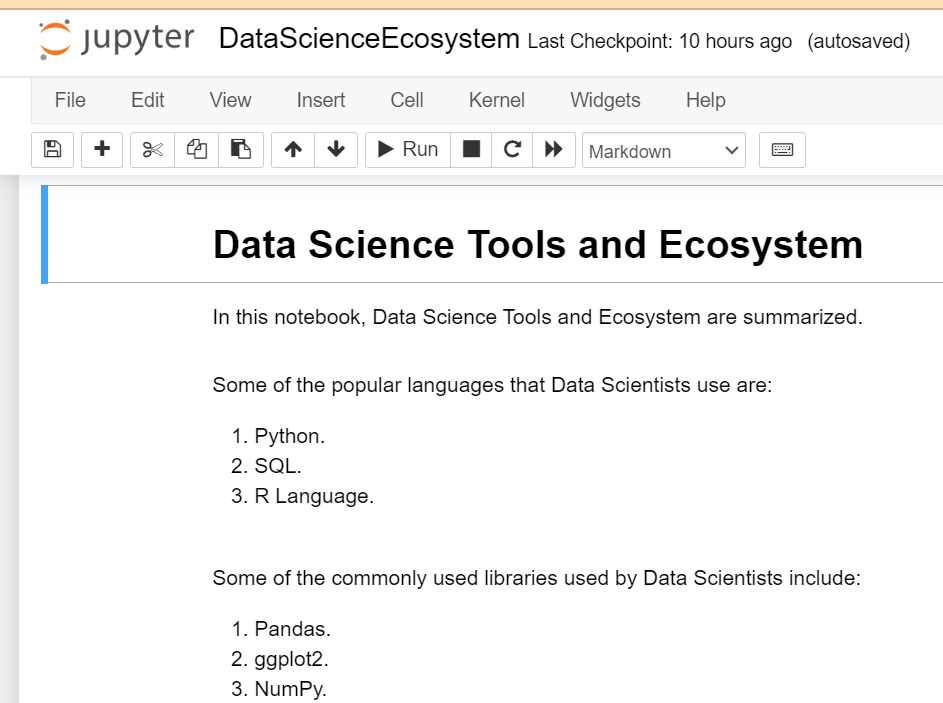 jupyter DataScienceEcosystem Last Checkpoint: 10 hours ago (autosaved)
File Edit View Insert Cell Kernel Widgets Help
Run Markdown
Data Science Tools and Ecosystem
In this notebook, Data Science Tools and Ecosystem are summarized.
Some of the popular languages that Data Scientists use are:
1. Python.
2. SQL.
3. R Language.
Some of the commonly used libraries used by Data Scientists include:
1. Pandas.
2. ggplot2.
3. NumPy.